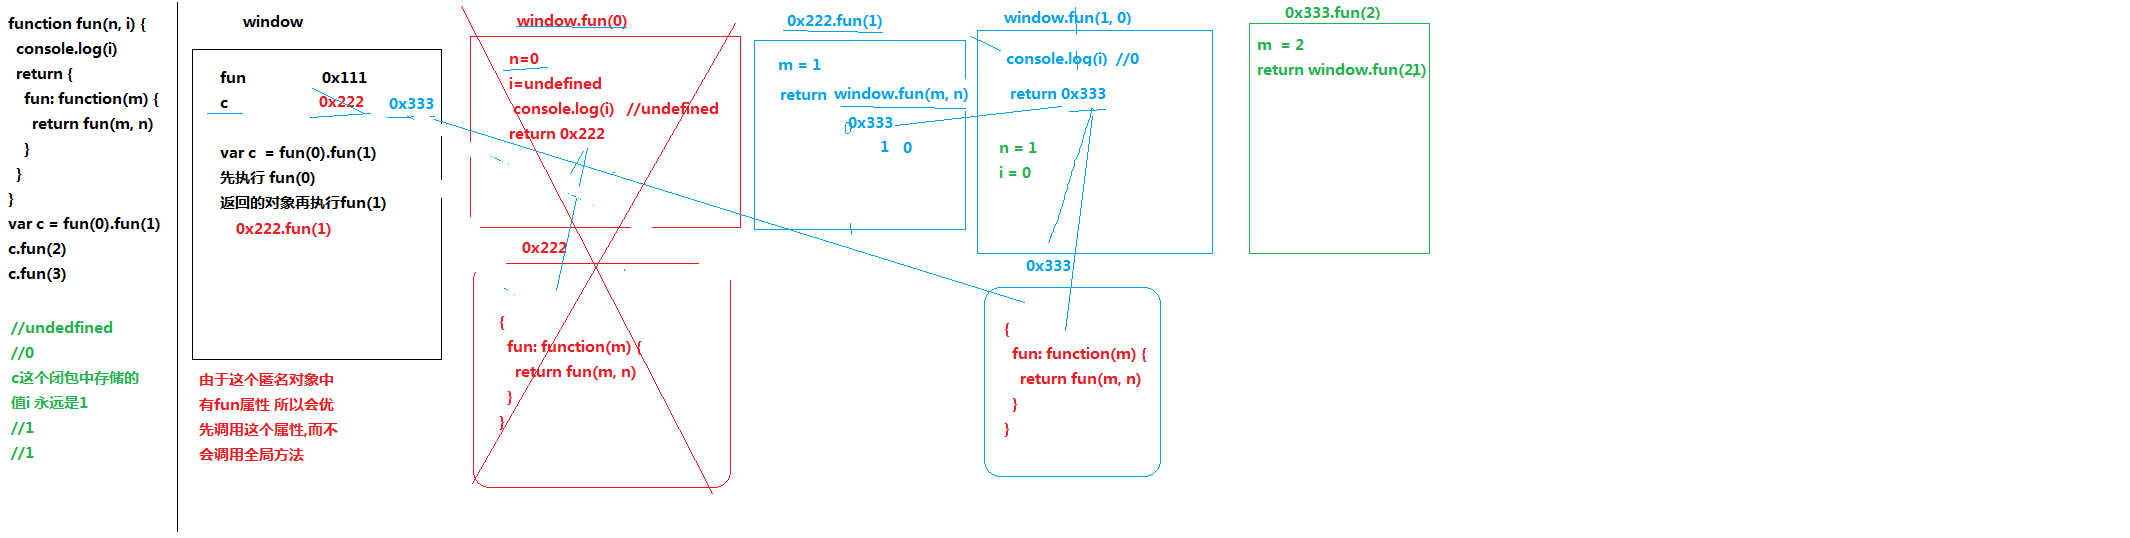 function fun(n, i) {
console.log(i)
return {
fun: function(m) {
return fun(m, n)
}
}
}
var c = fun(0).fun(1)
c.fun(2)
c.fun(3)
//undedfined
//0
c这个闭包中存储的
值i 永远是1
//1
//1
window
fun 0x111
c 0x222 0x333
var c = fun(0).fun(1)
先执行 fun(0)
返回的对象再执行fun(1)
0x222.fun(1)
由于这个匿名对象中
有fun属性 所以会优
先调用这个属性,而不
会调用全局方法
window.fun(0)
n=0
i=undefined
console.log(i) //undefined
return 0x222
0x222
{
fun: function(m) {
return fun(m, n)
}
}
0x222.fun(1)
m = 1
return window.fun(m, n)
0x333
1 0
window.fun(1, 0)
console.log(i) //0
return 0x333
n = 1
i = 0
0x333
{
fun: function(m) {
return fun(m, n)
}
}
0x333.fun(2)
m = 2
return window.fun(2,1)